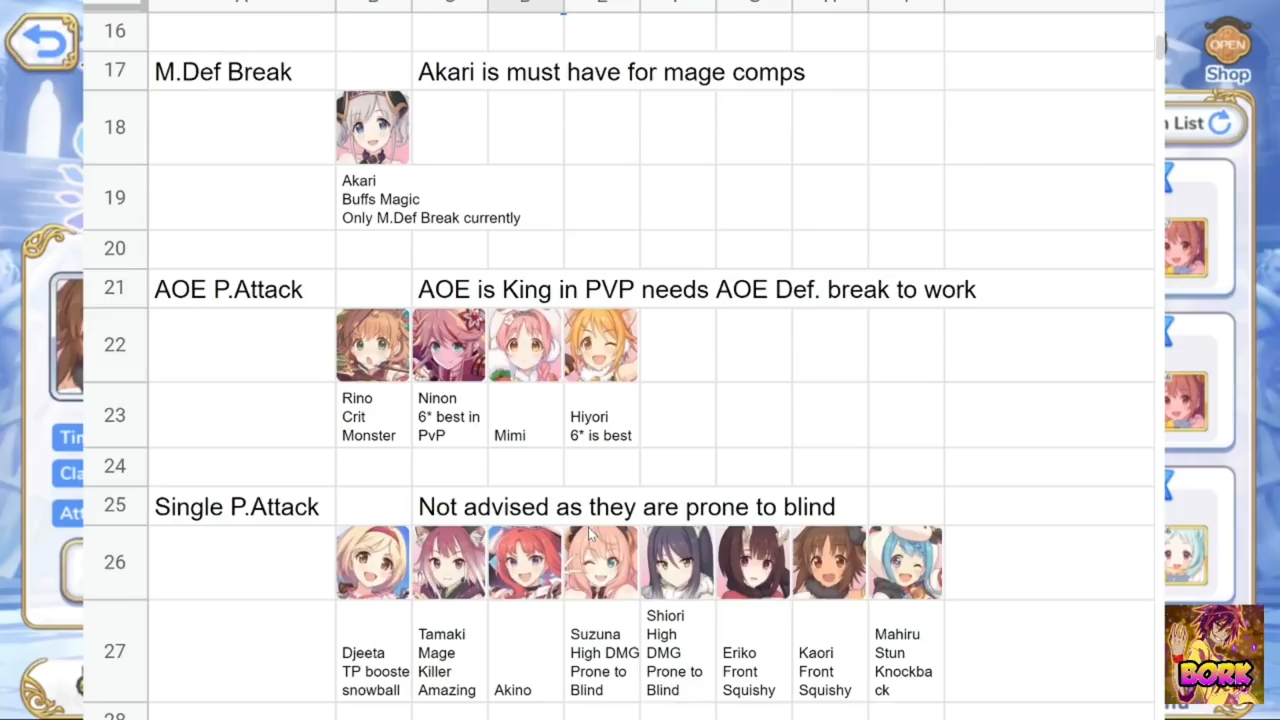 16
17 M.Def Break Akari is must have for mage comps
18
19
Akari
Buffs Magic
Only M.Def Break currently
20
21 AOE P.Attack AOE is King in PVP needs AOE Def. break to work
22
23
Rino
Crit
Monster
Ninon
6* best in
PvP
Mimi
Hiyori
6* is best
24
25 Single P.Attack Not advised as they are prone to blind
26
27
Djeeta
TP booste
snowball
Tamaki
Mage
Killer
Amazing
Akino
Suzuna
High DMG
Prone to
Blind
Shiori
High
DMG
Prone to
Blind
Eriko
Front
Squishy
Kaori
Front
Squishy
Mahiru
Stun
Knockba
ck
OPEN
Shop
List
Tin
Cla
Att
BORK